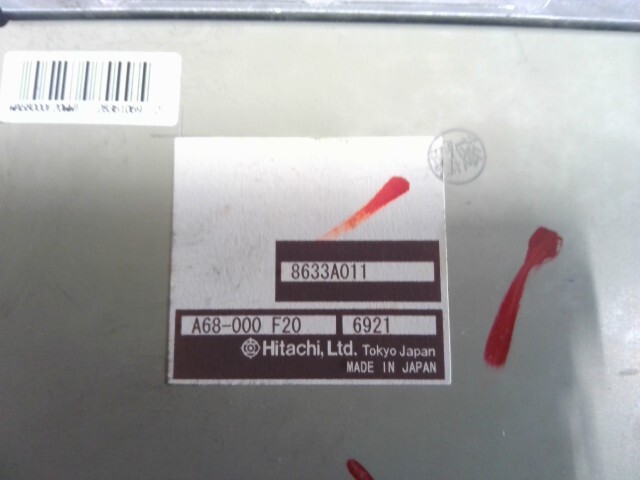 8633A011
A68-000 F20
6921
Hitachi, Ltd. Tokyo Japan
MADE IN JAPAN